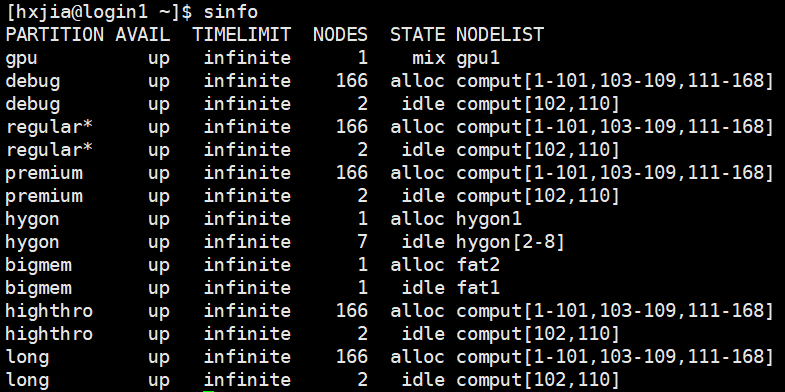 [hxjia@login1 ~]$ sinfo
PARTITION AVAIL  TIMELIMIT  NODES  STATE NODELIST
gpu          up   infinite      1    mix gpu1
debug        up   infinite    166  alloc comput[1-101,103-109,111-168]
debug        up   infinite      2   idle comput[102,110]
regular*     up   infinite    166  alloc comput[1-101,103-109,111-168]
regular*     up   infinite      2   idle comput[102,110]
premium      up   infinite    166  alloc comput[1-101,103-109,111-168]
premium      up   infinite      2   idle comput[102,110]
hygon        up   infinite      1  alloc hygon1
hygon        up   infinite      7   idle hygon[2-8]
bigmem       up   infinite      1  alloc fat2
bigmem       up   infinite      1   idle fat1
highthro     up   infinite    166  alloc comput[1-101,103-109,111-168]
highthro     up   infinite      2   idle comput[102,110]
long         up   infinite    166  alloc comput[1-101,103-109,111-168]
long         up   infinite      2   idle comput[102,110]